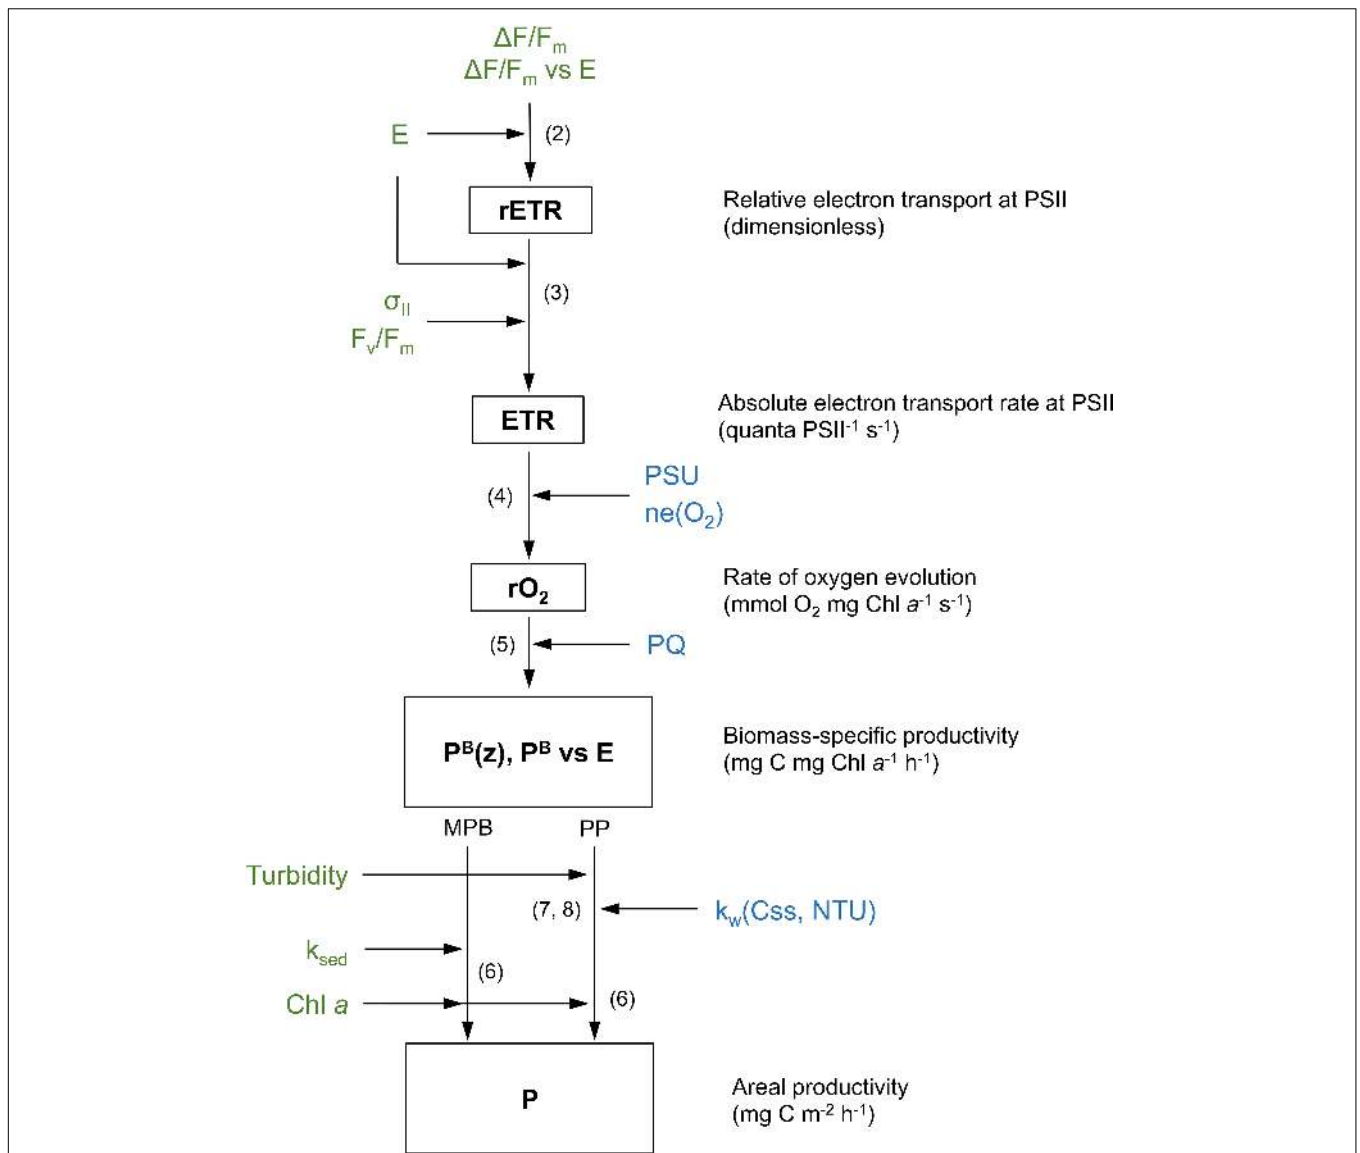 ΔF/Fm
ΔF/Fm vs E
E
(2)
rETR
Relative electron transport at PSII
(dimensionless)
(3)
σII
Fv/Fm
ETR
Absolute electron transport rate at PSII
(quanta PSII-1 s-1)
(4)
PSU
ne(O2)
rO2
Rate of oxygen evolution
(mmol O2 mg Chl a-1 s-1)
(5)
PQ
PB(z), PB vs E
Biomass-specific productivity
(mg C mg Chl a-1 h-1)
MPB
PP
Turbidity
(7, 8)
kw(Css, NTU)
ksed
(6)
Chl a
(6)
P
Areal productivity
(mg C m-2 h-1)